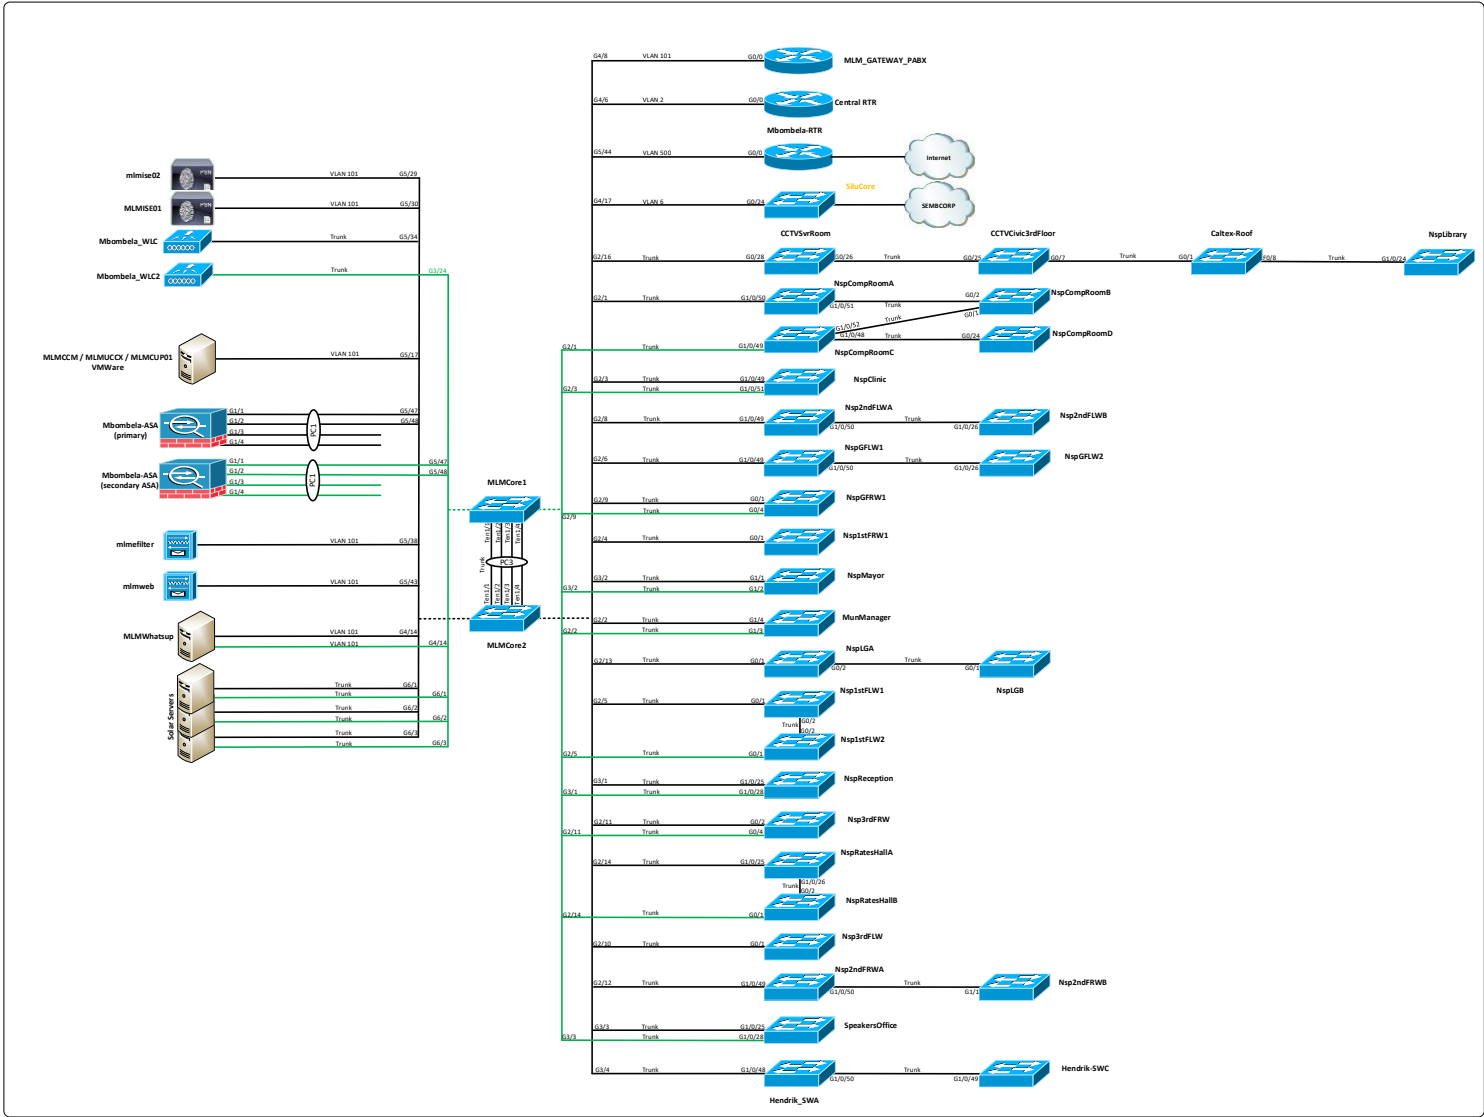 G4/8 VLAN 101 G0/0 MLM_GATEWAY_PABX
G4/6 VLAN 2 G0/0 Central RTR
Mbombela-RTR
G5/44 VLAN 500 G0/0 Internet
SiluCore
G4/17 VLAN 6 G0/24 SEMBCORP
mlmise02 VLAN 101 G5/29
MLMISE01 VLAN 101 G5/30
Mbombela_WLC Trunk G5/34
Mbombela_WLC2 Trunk G3/24
MLMCCM / MLMUCCX / MLMCUP01
VMWare
VLAN 101 G5/17
Mbombela-ASA
(primary)
G1/1
G1/2
G1/3
G1/4
PC1
G5/47
G5/48
Mbombela-ASA
(secondary ASA)
G1/1
G1/2
G1/3
G1/4
PC1
G5/47
G5/48
mlmefilter VLAN 101 G5/38
mlmweb VLAN 101 G5/43
MLMWhatsup
VLAN 101 G4/14
VLAN 101 G4/14
Solar Servers
Trunk G6/1
Trunk G6/1
Trunk G6/2
Trunk G6/2
Trunk G6/3
Trunk G6/3
MLMCore1
Ten1/1 Ten1/2 Ten1/3 Ten1/4
Trunk
PC3
Ten1/1 Ten1/2 Ten1/3 Ten1/4
MLMCore2
CCTVSvrRoom CCTVCivic3rdFloor Caltex-Roof NspLibrary
G2/16 Trunk G0/28 G0/26 Trunk G0/25 G0/7 Trunk G0/1 F0/8 Trunk G1/0/24
NspCompRoomA NspCompRoomB
G2/1 Trunk G1/0/50 G1/0/51 Trunk G0/2
G1/0/52 Trunk G0/1
G2/1 Trunk G1/0/49 G1/0/48 Trunk G0/24 NspCompRoomD
NspCompRoomC
G2/3 Trunk G1/0/49 NspClinic
G2/3 Trunk G1/0/51
Nsp2ndFLWA Nsp2ndFLWB
G2/8 Trunk G1/0/49 G1/0/50 Trunk G1/0/26
NspGFLW1 NspGFLW2
G2/6 Trunk G1/0/49 G1/0/50 Trunk G1/0/26
G2/9 Trunk G0/1 NspGFRW1
G2/9 Trunk G0/4
G2/4 Trunk G0/1 Nsp1stFRW1
G3/2 Trunk G1/1 NspMayor
G3/2 Trunk G1/2
G2/2 Trunk G1/4 MunManager
G2/2 Trunk G1/3
NspLGA
G2/13 Trunk G0/1 G0/2 Trunk G0/1
NspLGB
Nsp1stFLW1
G2/5 Trunk G0/1
G0/2
Trunk
G0/2
Nsp1stFLW2
G2/5 Trunk G0/1
G3/1 Trunk G1/0/25 NspReception
G3/1 Trunk G1/0/28
G2/11 Trunk G0/2 Nsp3rdFRW
G2/11 Trunk G0/4
NspRatesHallA
G2/14 Trunk G1/0/25
G1/0/26
Trunk
G0/2
NspRatesHallB
G2/14 Trunk G0/1
Nsp3rdFLW
G2/10 Trunk G0/1
Nsp2ndFRWA
G2/12 Trunk G1/0/49 G1/0/50 Trunk G1/1 Nsp2ndFRWB
G3/3 Trunk G1/0/25 SpeakersOffice
G3/3 Trunk G1/0/28
G3/4 Trunk G1/0/48 G1/0/50 Trunk G1/0/49 Hendrik-SWC
Hendrik_SWA